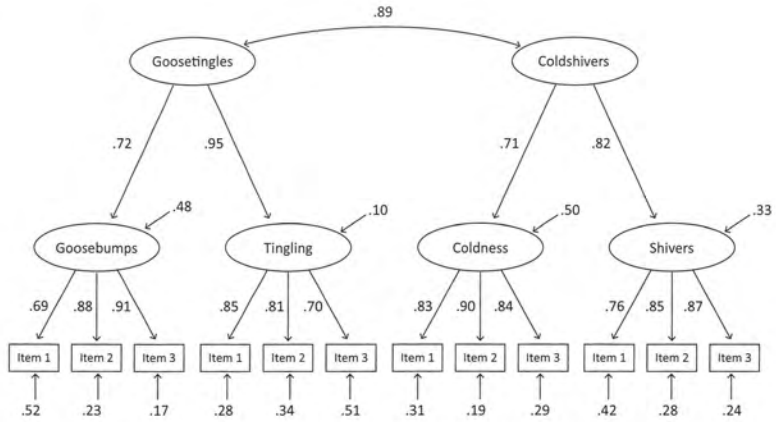 .89
Goosetingles Coldshivers
.72 .95 .71 .82
.48 .10 .50 .33
Goosebumps Tingling Coldness Shivers
.69 .88 .91 .85 .81 .70 .83 .90 .84 .76 .85 .87
Item 1 Item 2 Item 3 Item 1 Item 2 Item 3 Item 1 Item 2 Item 3 Item 1 Item 2 Item 3
.52 .23 .17 .28 .34 .51 .31 .19 .29 .42 .28 .24